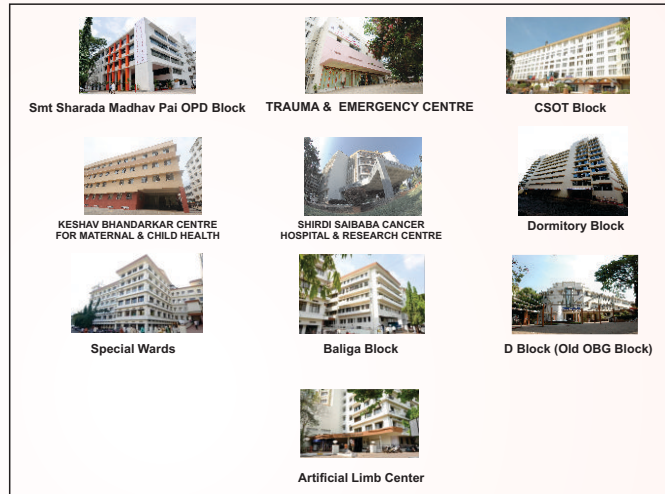 Smt Sharada Madhav Pai OPD Block
TRAUMA & EMERGENCY CENTRE
CSOT Block
KESHAV BHANDARKAR CENTRE
FOR MATERNAL & CHILD HEALTH
SHIRDI SAIBABA CANCER
HOSPITAL & RESEARCH CENTRE
Dormitory Block
Special Wards
Baliga Block
D Block (Old OBG Block)
Artificial Limb Center